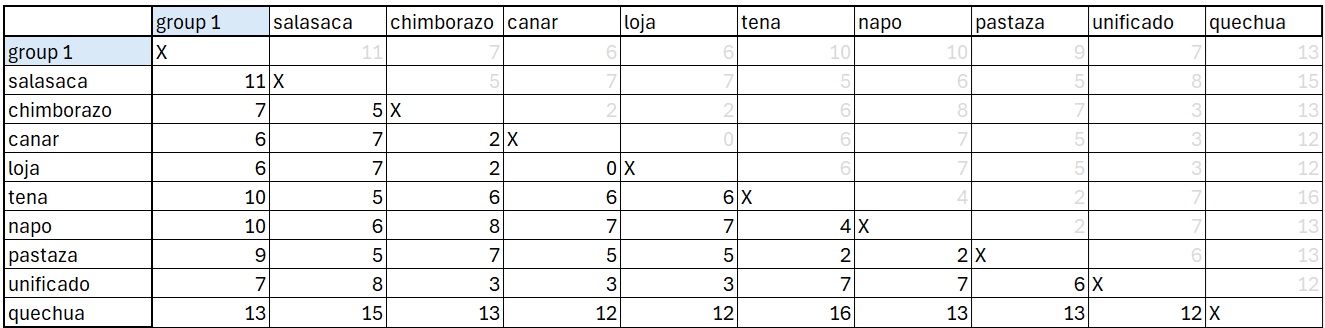 group 1 salasaca chimborazo canar loja tena napo pastaza unificado quechua
group 1 X 11 7 6 6 10 10 9 7 13
salasaca 11 X 5 7 7 5 6 5 8 15
chimborazo 7 5 X 2 2 6 8 7 3 13
canar 6 7 2 X 0 6 7 5 3 12
loja 6 7 2 0 X 6 7 5 3 12
tena 10 5 6 6 6 X 4 2 7 16
napo 10 6 8 7 7 4 X 2 7 13
pastaza 9 5 7 5 5 2 2 X 6 13
unificado 7 8 3 3 3 7 7 6 X 12
quechua 13 15 13 12 12 16 13 13 12 X